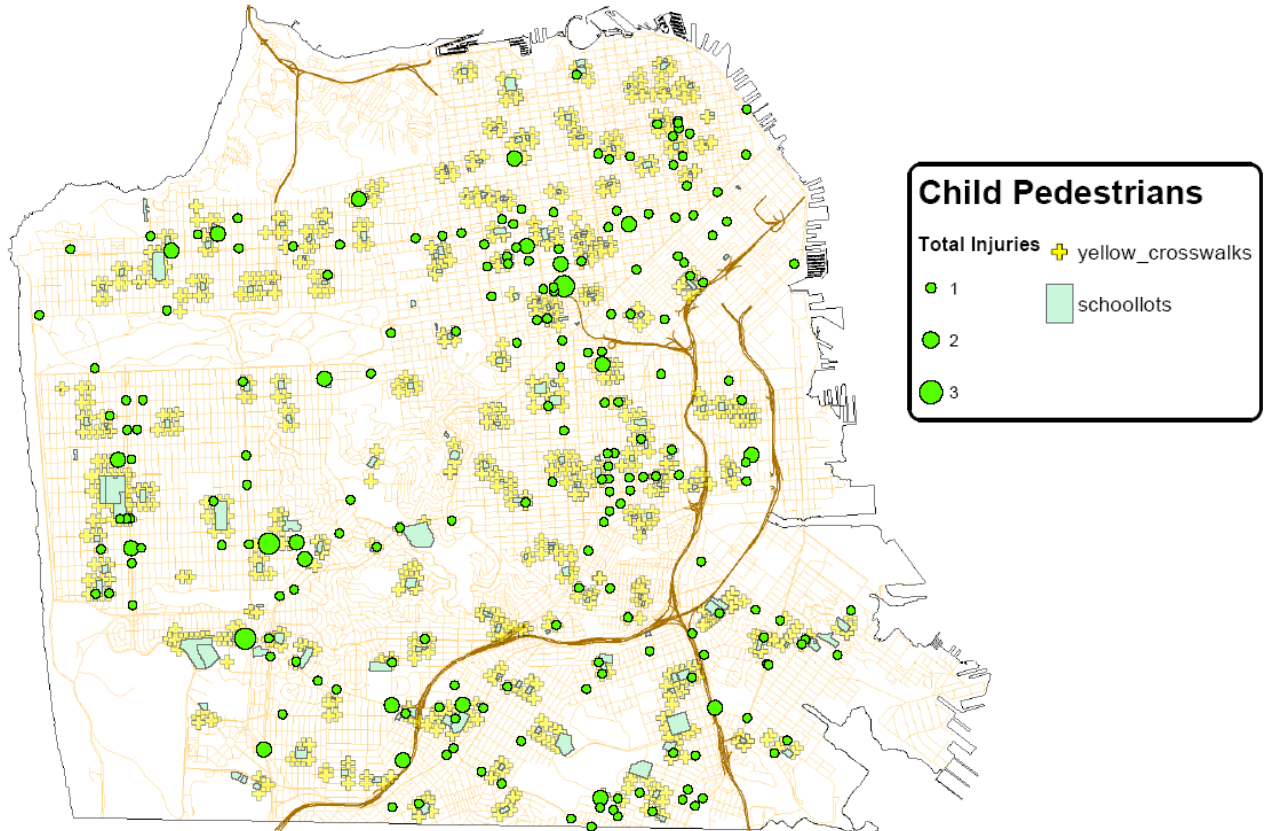 Child Pedestrians
Total Injuries
yellow_crosswalks
1
schoollots
2
3